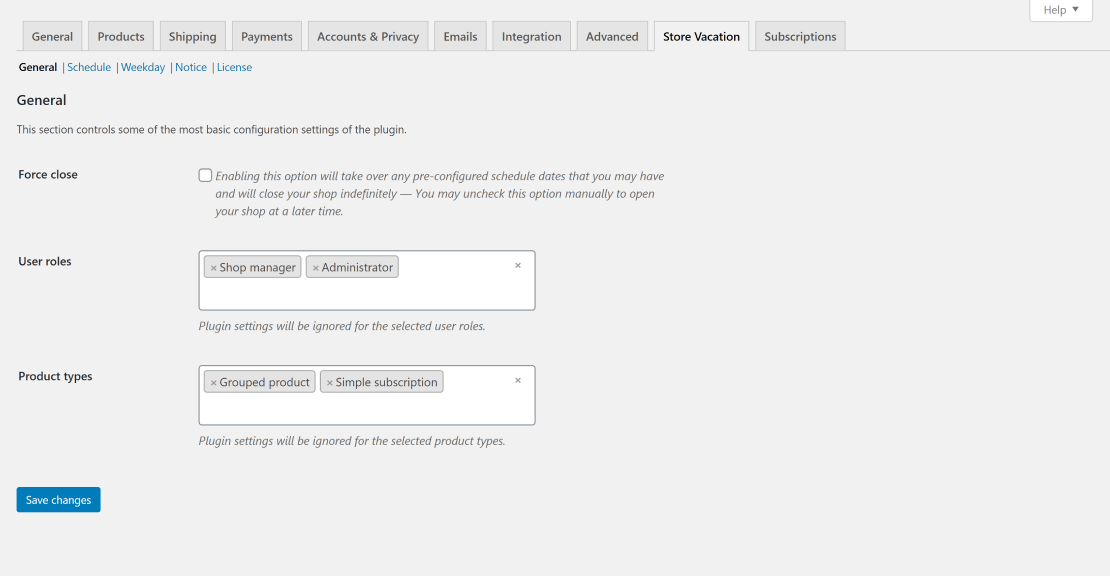 Help ▼
General Products Shipping Payments Accounts & Privacy Emails Integration Advanced Store Vacation Subscriptions
General | Schedule | Weekday | Notice | License
General
This section controls some of the most basic configuration settings of the plugin.
Force close
Enabling this option will take over any pre-configured schedule dates that you may have
and will close your shop indefinitely — You may uncheck this option manually to open
your shop at a later time.
User roles
× Shop manager × Administrator ×
Plugin settings will be ignored for the selected user roles.
Product types
× Grouped product × Simple subscription ×
Plugin settings will be ignored for the selected product types.
Save changes